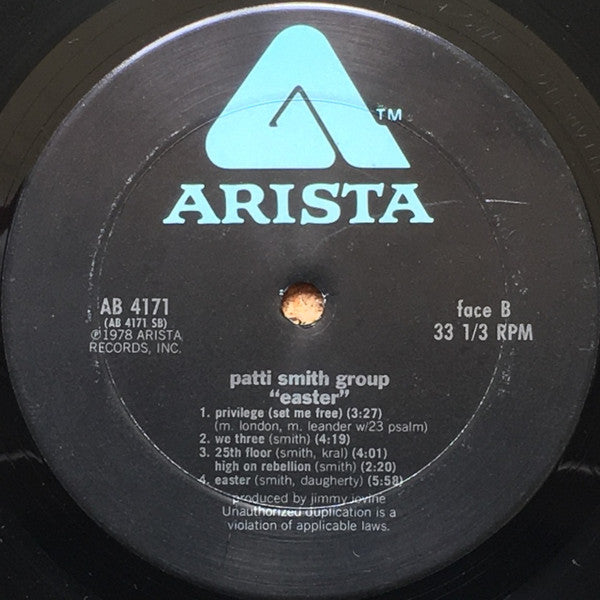 TM
ARISTA
AB 4171
(AB 4171 SB)
℗1978 ARISTA
RECORDS, INC.
face B
33 1/3 RPM
patti smith group
"easter"
1. privilege (set me free) (3:27)
(m. london, m. leander w/23 psalm)
2. we three (smith) (4:19)
3. 25th floor (smith, kral) (4:01)
high on rebellion (smith) (2:20)
4. easter (smith, daugherty) (5:58)
produced by jimmy iovine
Unauthorized duplication is a
violation of applicable laws.